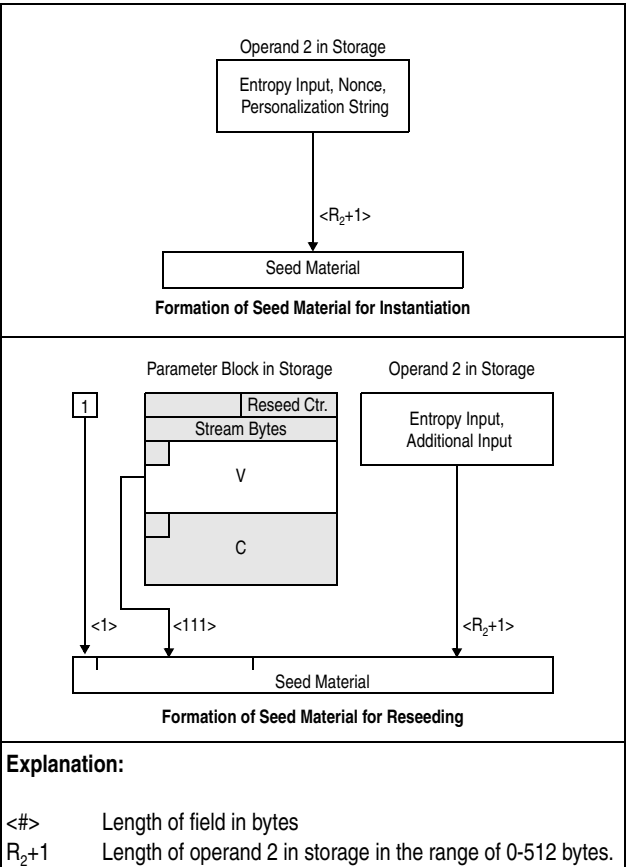 Operand 2 in Storage
Entropy Input, Nonce,
Personalization String
<R₂+1>
Seed Material
Formation of Seed Material for Instantiation
Parameter Block in Storage
Operand 2 in Storage
1
Reseed Ctr.
Stream Bytes
V
C
Entropy Input,
Additional Input
<1>
<111>
<R₂+1>
Seed Material
Formation of Seed Material for Reseeding
Explanation:
<#> Length of field in bytes
R₂+1 Length of operand 2 in storage in the range of 0-512 bytes.